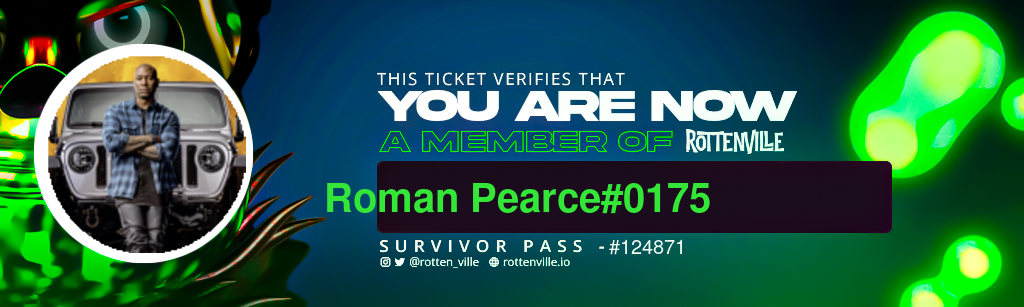 THIS TICKET VERIFIES THAT
YOU ARE NOW
A MEMBER OF ROTTENVILLE
Roman Pearce#0175
SURVIVOR PASS - #124871
@rotten_ville rottenville.io